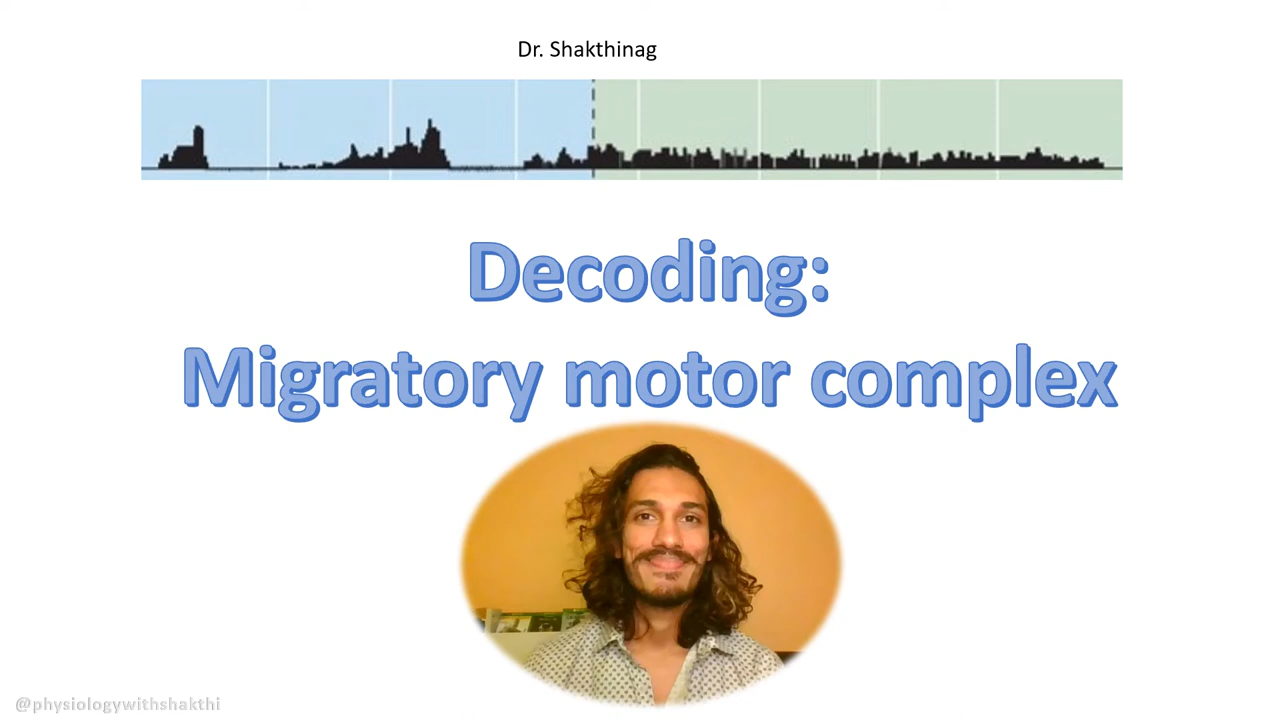 Dr. Shakthinag
Decoding:
Migratory motor complex
@physiologywithshakthi